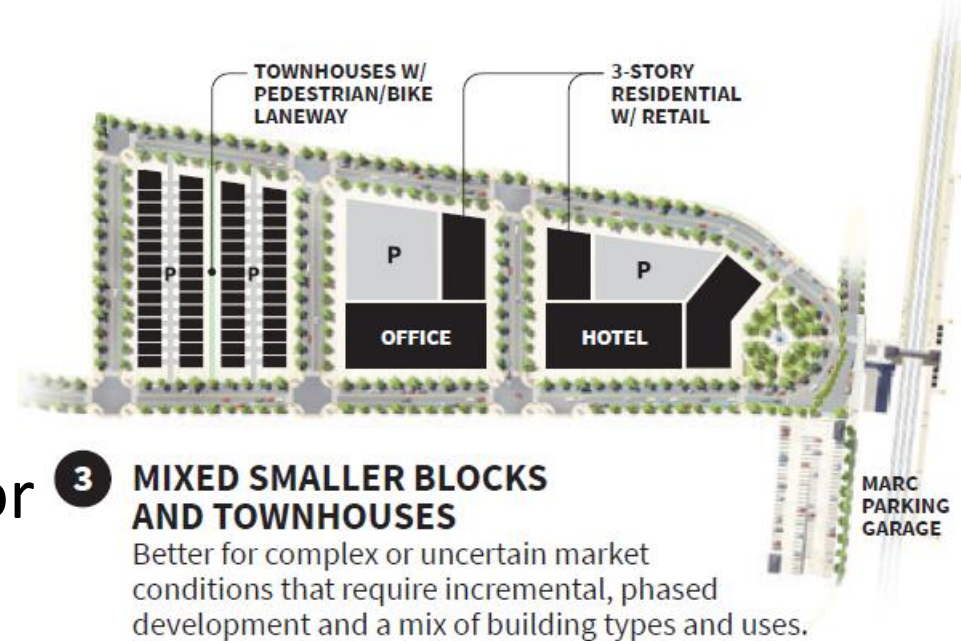 TOWNHOUSES W/
PEDESTRIAN/BIKE
LANEWAY
3-STORY
RESIDENTIAL
W/ RETAIL
P
P
P
P
OFFICE
HOTEL
MARC
PARKING
GARAGE
or
3 MIXED SMALLER BLOCKS
AND TOWNHOUSES
Better for complex or uncertain market
conditions that require incremental, phased
development and a mix of building types and uses.